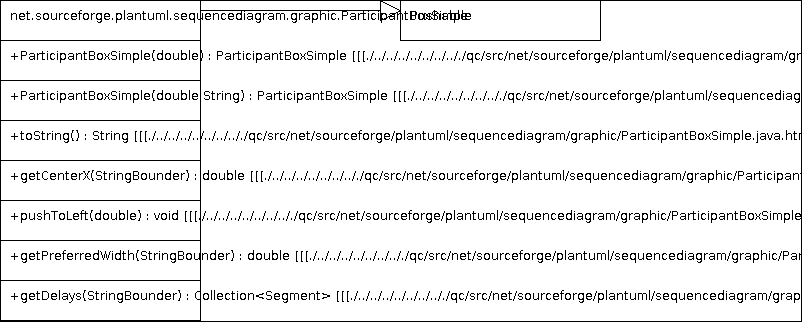 net.sourceforge.plantuml.sequencediagram.graphic.ParticipantBoxSimple
Pushable
+ParticipantBoxSimple(double) : ParticipantBoxSimple [[[./../../../../../../../qc/src/net/sourceforge/plantuml/sequencediagram/gr
+ParticipantBoxSimple(double,String) : ParticipantBoxSimple [[[./../../../../../../../qc/src/net/sourceforge/plantuml/sequencediag
+toString() : String [[[./../../../../../../../qc/src/net/sourceforge/plantuml/sequencediagram/graphic/ParticipantBoxSimple.java.htm
+getCenterX(StringBounder) : double [[[./../../../../../../../qc/src/net/sourceforge/plantuml/sequencediagram/graphic/Participant
+pushToLeft(double) : void [[[./../../../../../../../qc/src/net/sourceforge/plantuml/sequencediagram/graphic/ParticipantBoxSimple
+getPreferredWidth(StringBounder) : double [[[./../../../../../../../qc/src/net/sourceforge/plantuml/sequencediagram/graphic/Par
+getDelays(StringBounder) : Collection<Segment> [[[./../../../../../../../qc/src/net/sourceforge/plantuml/sequencediagram/grap